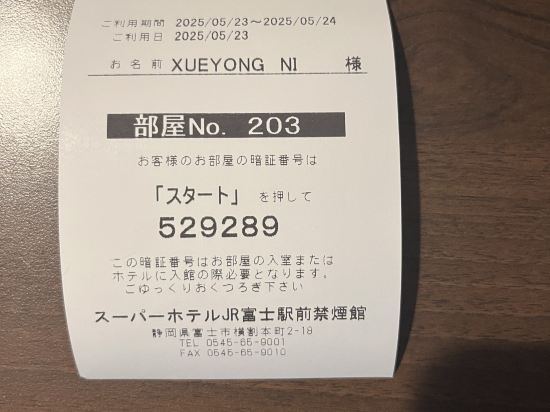 ご利用期間 2025/05/23～2025/05/24
ご利用日 2025/05/23
お名前 XUEYONG NI 様
部屋No. 203
お客様のお部屋の暗証番号は
「スタート」 を押して
529289
この暗証番号はお部屋の入室または
ホテルに入館の際必要となります。
ごゆっくりおくつろぎ下さい
スーパーホテルJR富士駅前禁煙館
静岡県富士市横割本町2-18
TEL 0545-65-9001
FAX 0545-65-9010